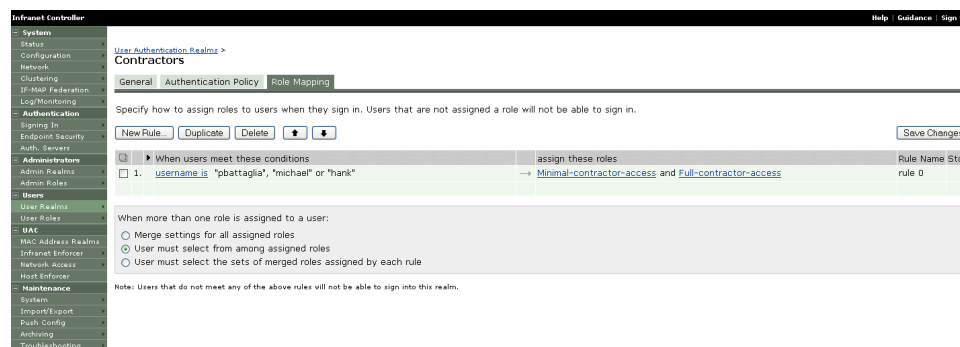 Infranet Controller
Help | Guidance | Sign
System
Status
Configuration
Network
Clustering
IF-MAP Federation
Log/Monitoring
Authentication
Signing In
Endpoint Security
Auth. Servers
Administrators
Admin Realms
Admin Roles
Users
User Realms
User Roles
UAC
MAC Address Realms
Infranet Enforcer
Network Access
Host Enforcer
Maintenance
System
Import/Export
Push Config
Archiving
Troubleshooting
User Authentication Realms >
Contractors
General Authentication Policy Role Mapping
Specify how to assign roles to users when they sign in. Users that are not assigned a role will not be able to sign in.
New Rule... Duplicate Delete Save Changes
When users meet these conditions assign these roles Rule Name Sto
1. username is "pbattaglia", "michael" or "hank" → Minimal-contractor-access and Full-contractor-access rule 0
When more than one role is assigned to a user:
Merge settings for all assigned roles
User must select from among assigned roles
User must select the sets of merged roles assigned by each rule
Note: Users that do not meet any of the above rules will not be able to sign into this realm.